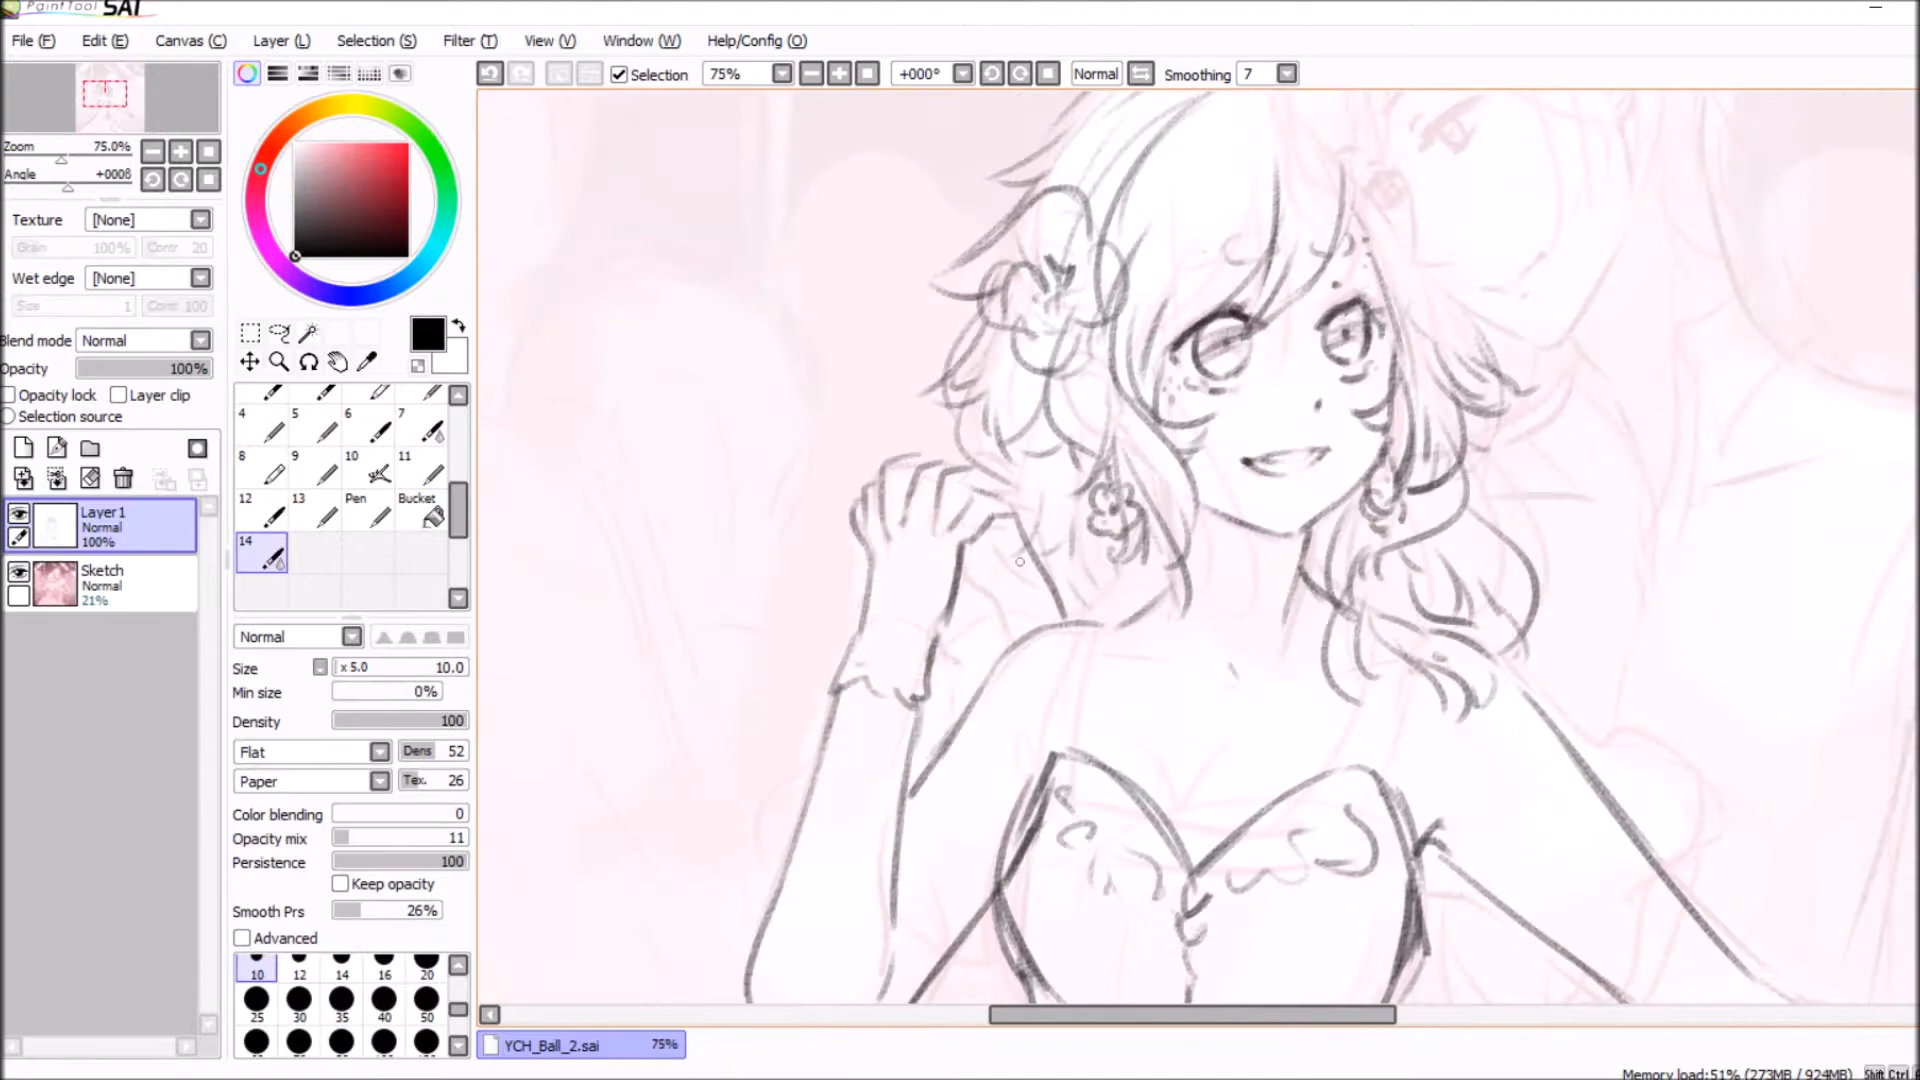 PaintTool SAI
File (F) Edit (E) Canvas (C) Layer (L) Selection (S) Filter (T) View (V) Window (W) Help/Config (O)
Selection 75% +000° Normal Smoothing 7
Zoom 75.0%
Angle +000ß
Texture [None]
Grain 100% Contr 20
Wet edge [None]
Size 1 Contr 100
Blend mode Normal
Opacity 100%
Opacity lock Layer clip
Selection source
Layer1
Normal
100%
Sketch
Normal
21%
4 5 6 7
8 9 10 11
12 13 Pen Bucket
14
Normal
Size x 5.0 10.0
Min size 0%
Density 100
Flat Dens 52
Paper Tex. 26
Color blending 0
Opacity mix 11
Persistence 100
Keep opacity
Smooth Prs 26%
Advanced
10 12 14 16 20
25 30 35 40 50
YCH_Ball_2.sai 75%
Memory load:51% (273MB / 924MB) Shift Ctrl